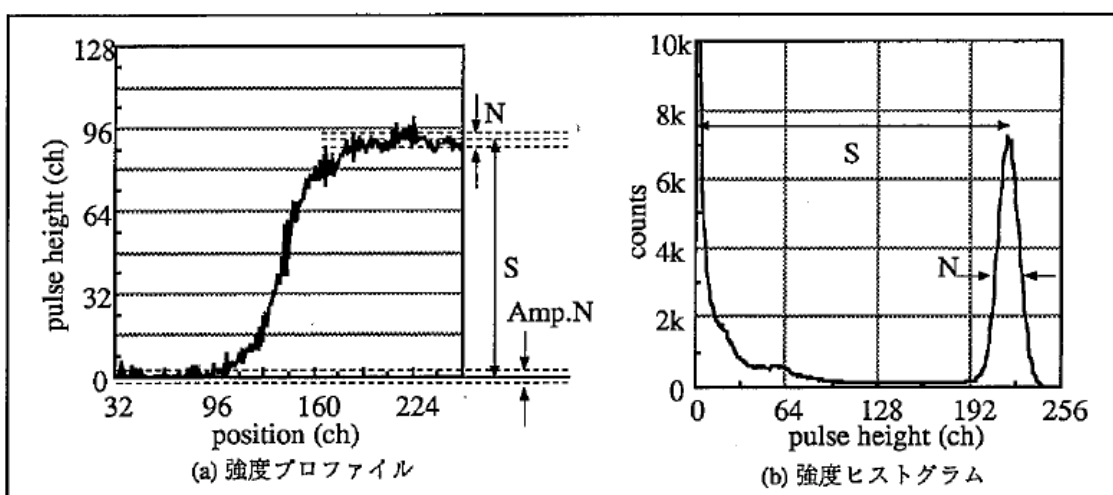 128
96
64
32
0
pulse height (ch)
N
S
Amp.N
32 96 160 224
position (ch)
(a) 強度プロファイル
10k
8k
6k
4k
2k
0
counts
S
N
0 64 128 192 256
pulse height (ch)
(b) 強度ヒストグラム